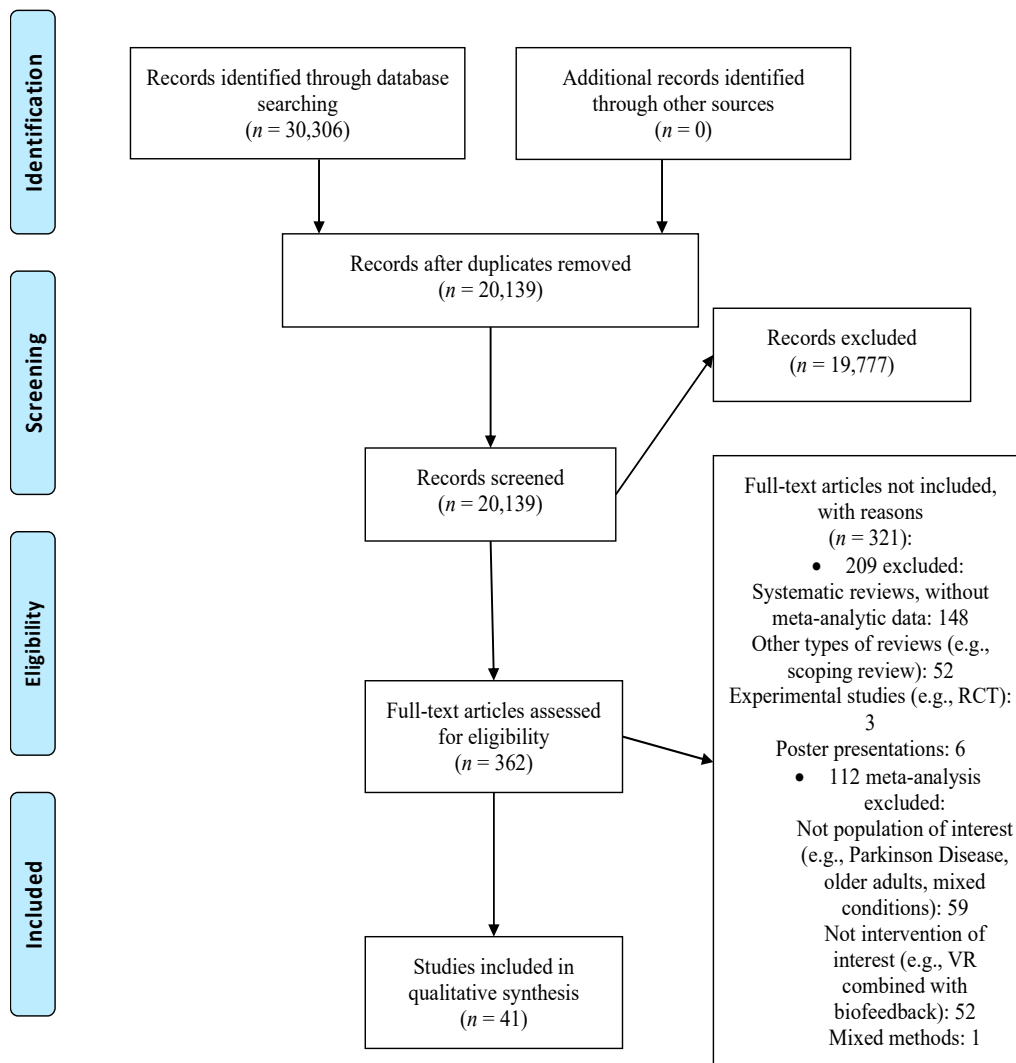 Identification
Records identified through database
searching
(n = 30,306)
Additional records identified
through other sources
(n = 0)
Records after duplicates removed
(n = 20,139)
Screening
Records excluded
(n = 19,777)
Records screened
(n = 20,139)
Eligibility
Full-text articles assessed
for eligibility
(n = 362)
Full-text articles not included,
with reasons
(n = 321):
• 209 excluded:
Systematic reviews, without
meta-analytic data: 148
Other types of reviews (e.g.,
scoping review): 52
Experimental studies (e.g., RCT):
3
Poster presentations: 6
• 112 meta-analysis
excluded:
Not population of interest
(e.g., Parkinson Disease,
older adults, mixed
conditions): 59
Not intervention of
interest (e.g., VR
combined with
biofeedback): 52
Mixed methods: 1
Included
Studies included in
qualitative synthesis
(n = 41)